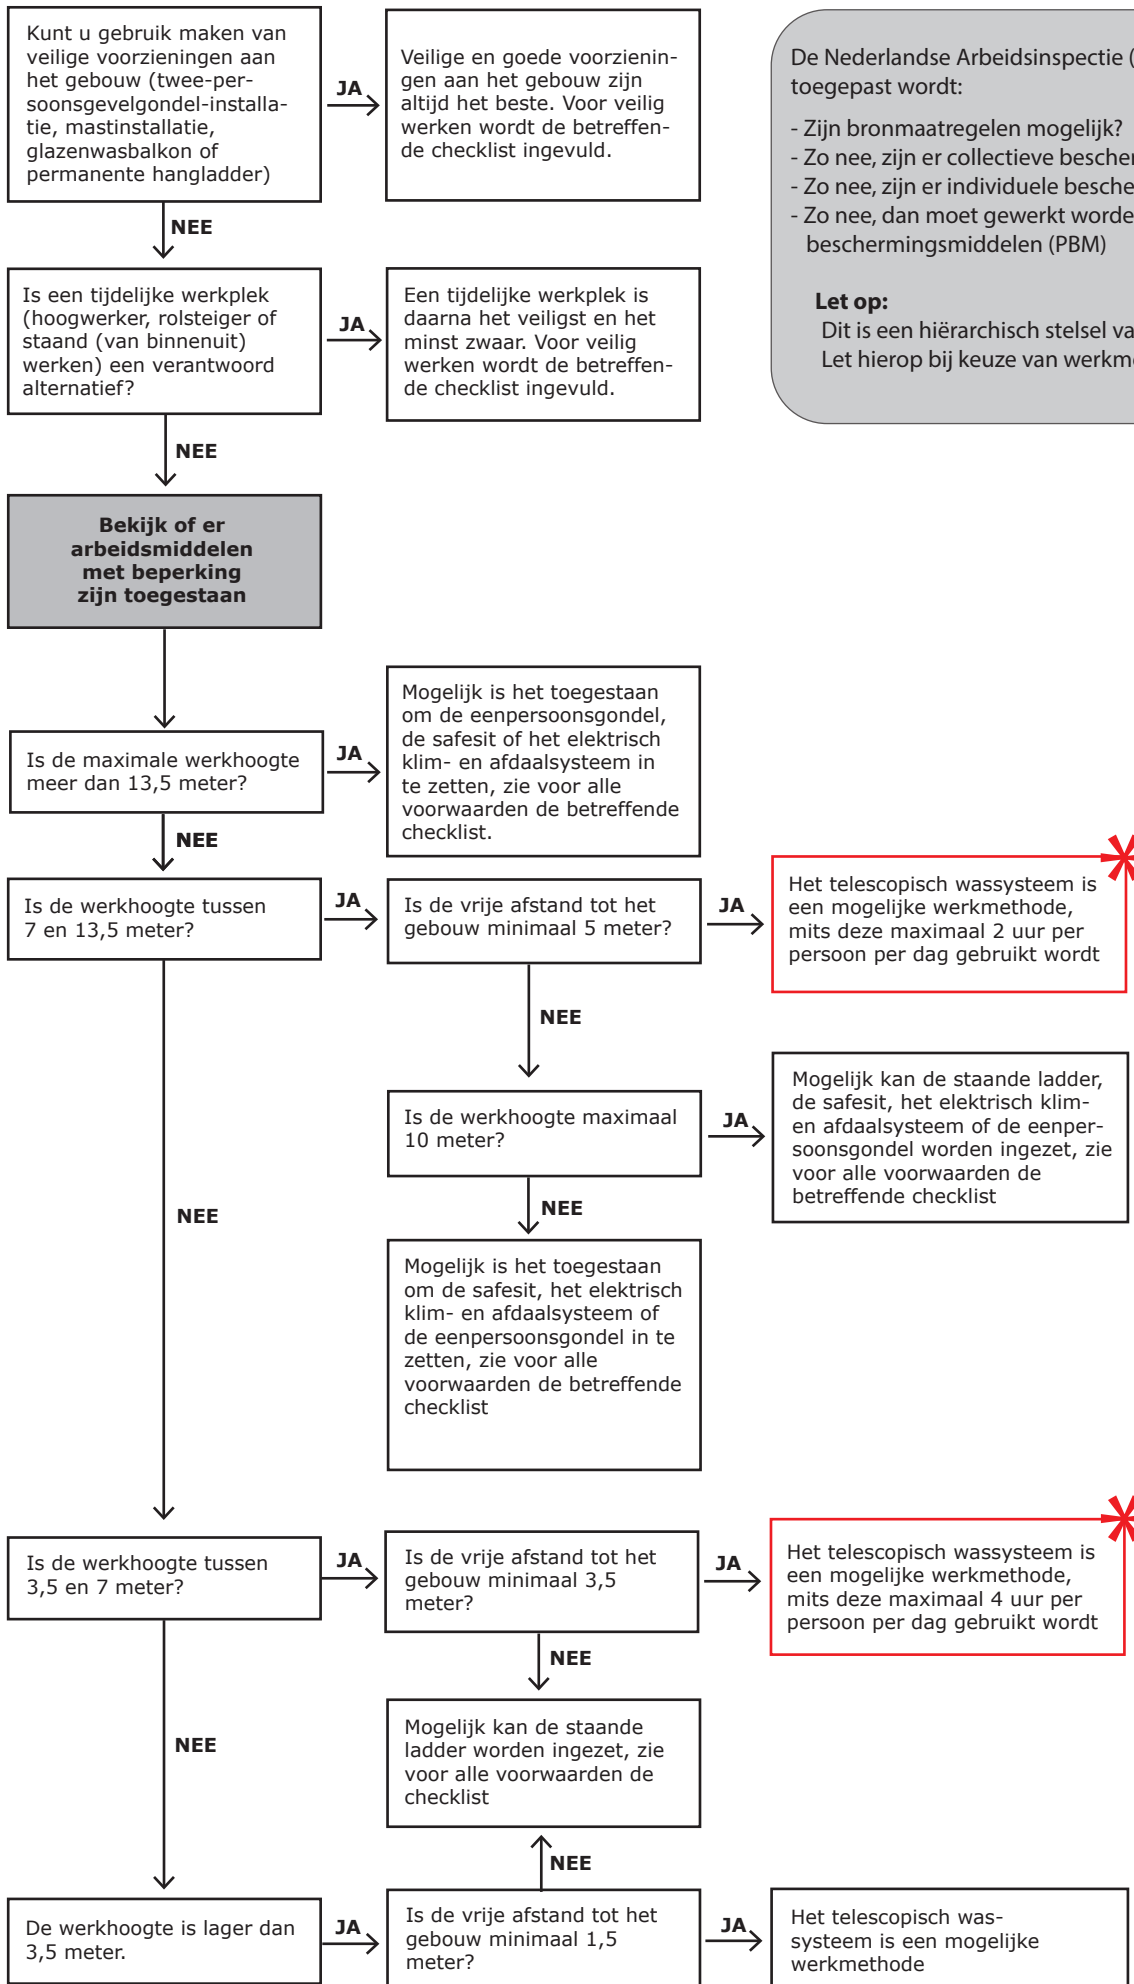 Kunt u gebruik maken van
veilige voorzieningen aan
het gebouw (twee-per-
soonsgevelgondel-installa-
tie, mastinstallatie,
glazenwasbalkon of
permanente hangladder)
JA
Veilige en goede voorzienin-
gen aan het gebouw zijn
altijd het beste. Voor veilig
werken wordt de betreffen-
de checklist ingevuld.
De Nederlandse Arbeidsinspectie (
toegepast wordt:
- Zijn bronmaatregelen mogelijk?
- Zo nee, zijn er collectieve
- Zo nee, zijn er individuele
- Zo nee, dan moet gewerkt
beschermingsmiddelen (PBM)
Let op:
Dit is een hiërarchisch stelsel
Let hierop bij keuze van
NEE
Is een tijdelijke werkplek
(hoogwerker, rolsteiger of
staand (van binnenuit)
werken) een verantwoord
alternatief?
JA
Een tijdelijke werkplek is
daarna het veiligst en het
minst zwaar. Voor veilig
werken wordt de betreffen-
de checklist ingevuld.
NEE
Bekijk of er
arbeidsmiddelen
met beperking
zijn toegestaan
Is de maximale werkhoogte
meer dan 13,5 meter?
JA
Mogelijk is het toegestaan
om de eenpersoonsgondel,
de safesit of het elektrisch
klim- en afdaalsysteem in
te zetten, zie voor alle
voorwaarden de betreffende
checklist.
NEE
Is de werkhoogte tussen
7 en 13,5 meter?
JA
Is de vrije afstand tot het
gebouw minimaal 5 meter?
JA
Het telescopisch wassysteem is
een mogelijke werkmethode,
mits deze maximaal 2 uur per
persoon per dag gebruikt wordt
NEE
Is de werkhoogte maximaal
10 meter?
JA
Mogelijk kan de staande ladder,
de safesit, het elektrisch klim-
en afdaalsysteem of de eenper-
soonsgondel worden ingezet, zie
voor alle voorwaarden de
betreffende checklist
NEE
NEE
Mogelijk is het toegestaan
om de safesit, het elektrisch
klim- en afdaalsysteem of
de eenpersoonsgondel in te
zetten, zie voor alle
voorwaarden de betreffende
checklist
Is de werkhoogte tussen
3,5 en 7 meter?
JA
Is de vrije afstand tot het
gebouw minimaal 3,5
meter?
JA
Het telescopisch wassysteem is
een mogelijke werkmethode,
mits deze maximaal 4 uur per
persoon per dag gebruikt wordt
NEE
NEE
Mogelijk kan de staande
ladder worden ingezet, zie
voor alle voorwaarden de
checklist
NEE
De werkhoogte is lager dan
3,5 meter.
JA
Is de vrije afstand tot het
gebouw minimaal 1,5
meter?
JA
Het telescopisch was-
systeem is een mogelijke
werkmethode